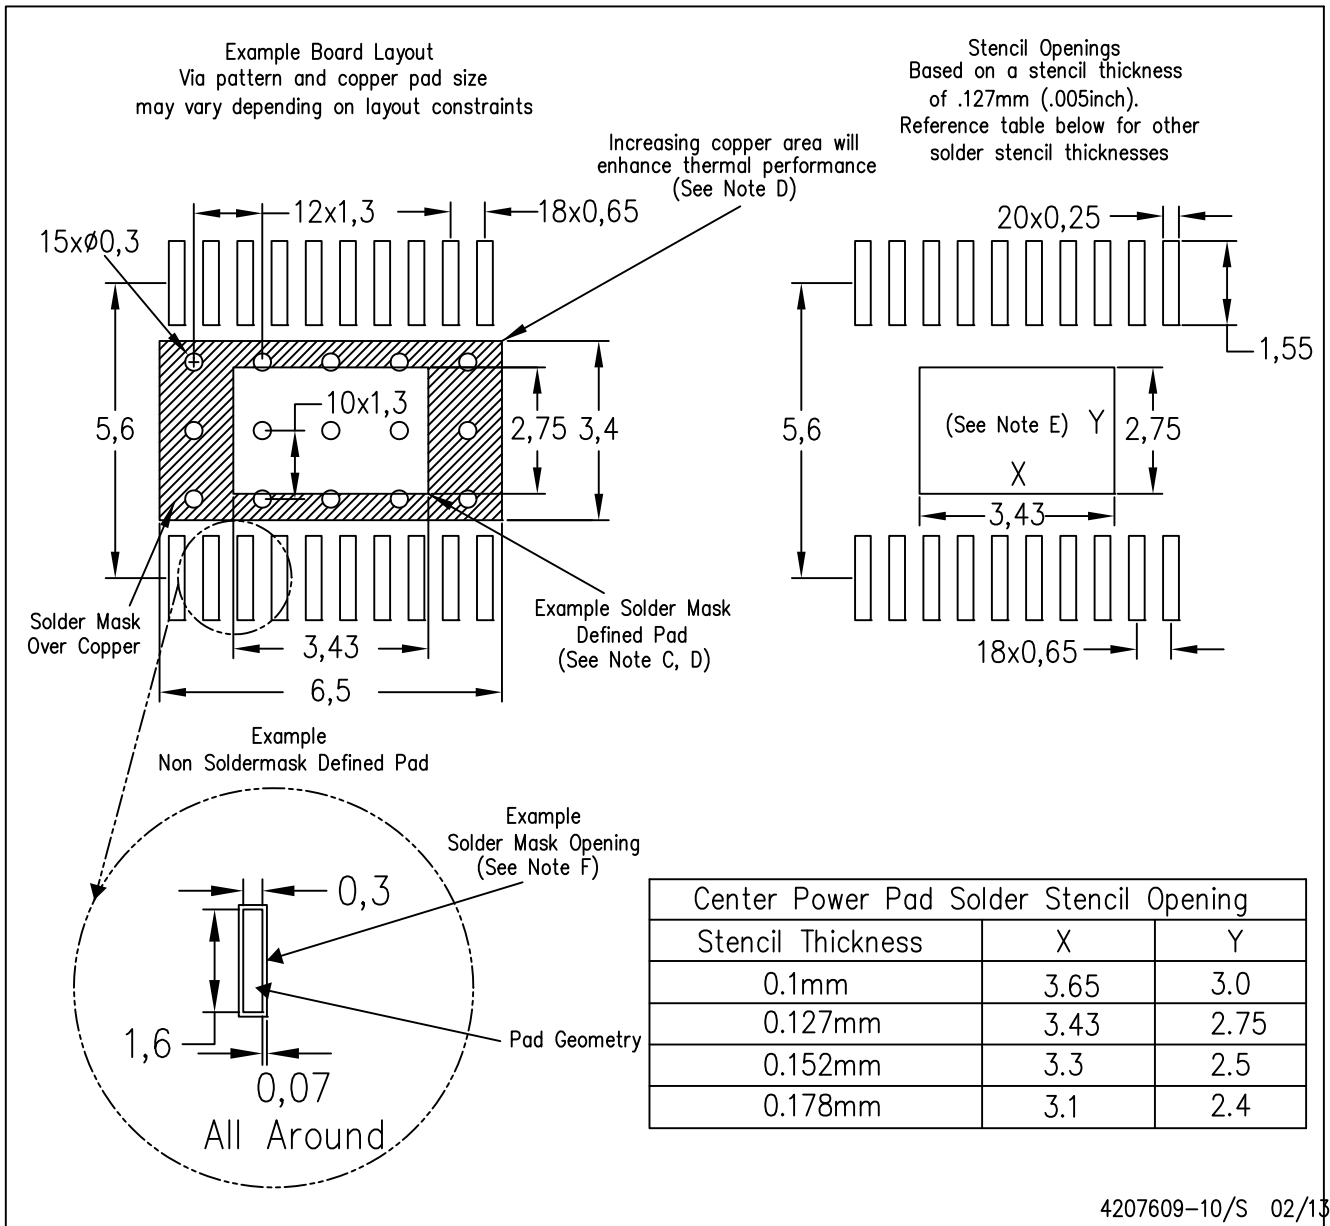 Example Board Layout
Via pattern and copper pad size
may vary depending on layout constraints
Stencil Openings
Based on a stencil thickness
of .127mm (.005inch).
Reference table below for other
solder stencil thicknesses
Increasing copper area will
enhance thermal performance
(See Note D)
12x1,3
18x0,65
15xø0,3
5,6
10x1,3
2,75
3,4
Solder Mask
Over Copper
3,43
6,5
Example Solder Mask
Defined Pad
(See Note C, D)
20x0,25
1,55
5,6
(See Note E)
Y
X
2,75
3,43
18x0,65
Example
Non Soldermask Defined Pad
Example
Solder Mask Opening
(See Note F)
0,3
1,6
Pad Geometry
0,07
All Around
Center Power Pad Solder Stencil Opening
Stencil Thickness X Y
0.1mm 3.65 3.0
0.127mm 3.43 2.75
0.152mm 3.3 2.5
0.178mm 3.1 2.4
4207609-10/S 02/13